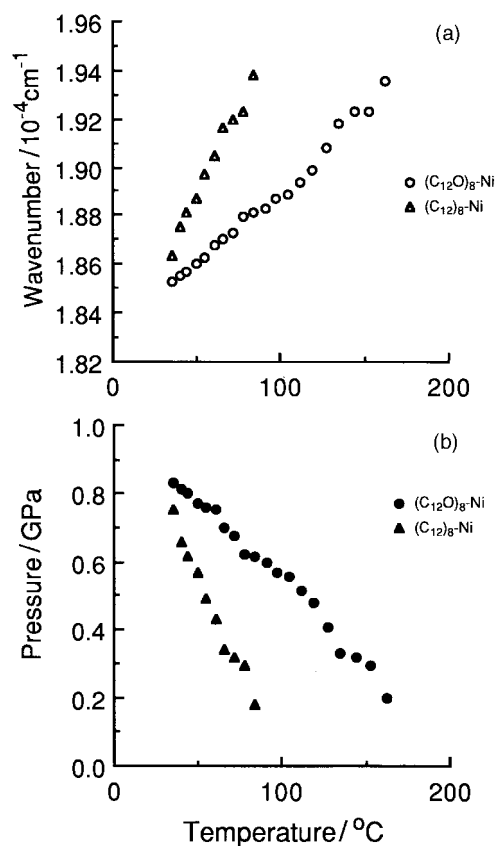 1.96
(a)
1.94
1.92
1.90
1.88
1.86
1.84
1.82
Wavenumber/10⁻⁴cm⁻¹
(C₁₂O)₈-Ni
(C₁₂)₈-Ni
0 100 200
1.0
(b)
0.8
0.6
0.4
0.2
0.0
Pressure/GPa
(C₁₂O)₈-Ni
(C₁₂)₈-Ni
0 100 200
Temperature/°C